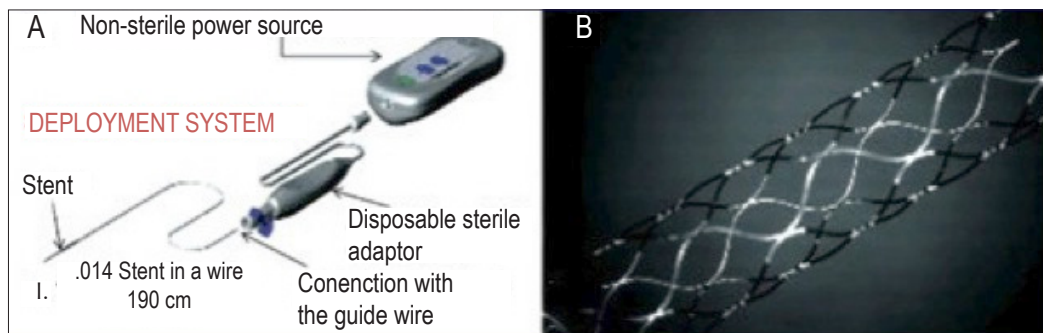 A
Non-sterile power source
DEPLOYMENT SYSTEM
Stent
Disposable sterile
adaptor
.014 Stent in a wire
190 cm
I.
Conenction with
the guide wire
B